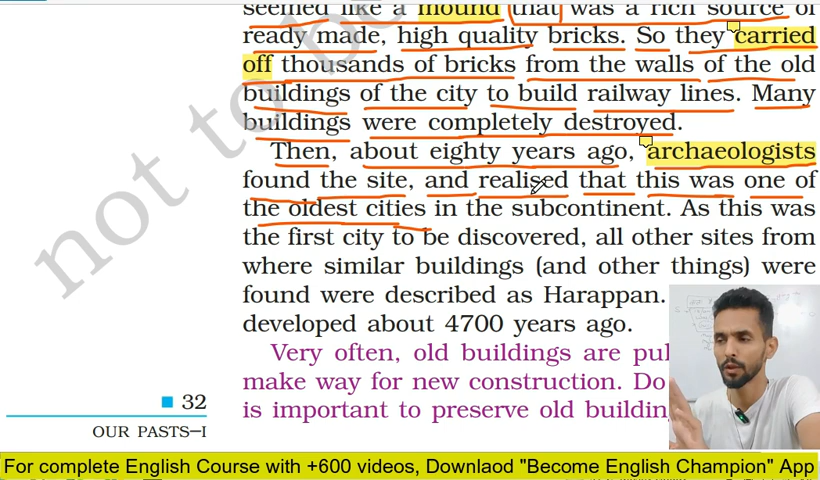 seemed like a mound (that was a rich source of
ready made, high quality bricks. So they carried
off thousands of bricks from the walls of the old
buildings of the city to build railway lines. Many
buildings were completely destroyed.
Then, about eighty years ago, archaeologists
found the site, and realised that this was one of
the oldest cities in the subcontinent. As this was
the first city to be discovered, all other sites from
where similar buildings (and other things) were
found were described as Harappan.
developed about 4700 years ago.
Very often, old buildings are
make way for new construction. Do
is important to preserve old
32
OUR PASTS–I
not to be
For complete English Course with +600 videos, Downlaod "Become English Champion" App